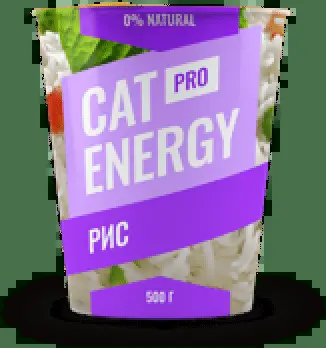 0% NATURAL
CAT PRO
ENERGY
РИС
500 Г